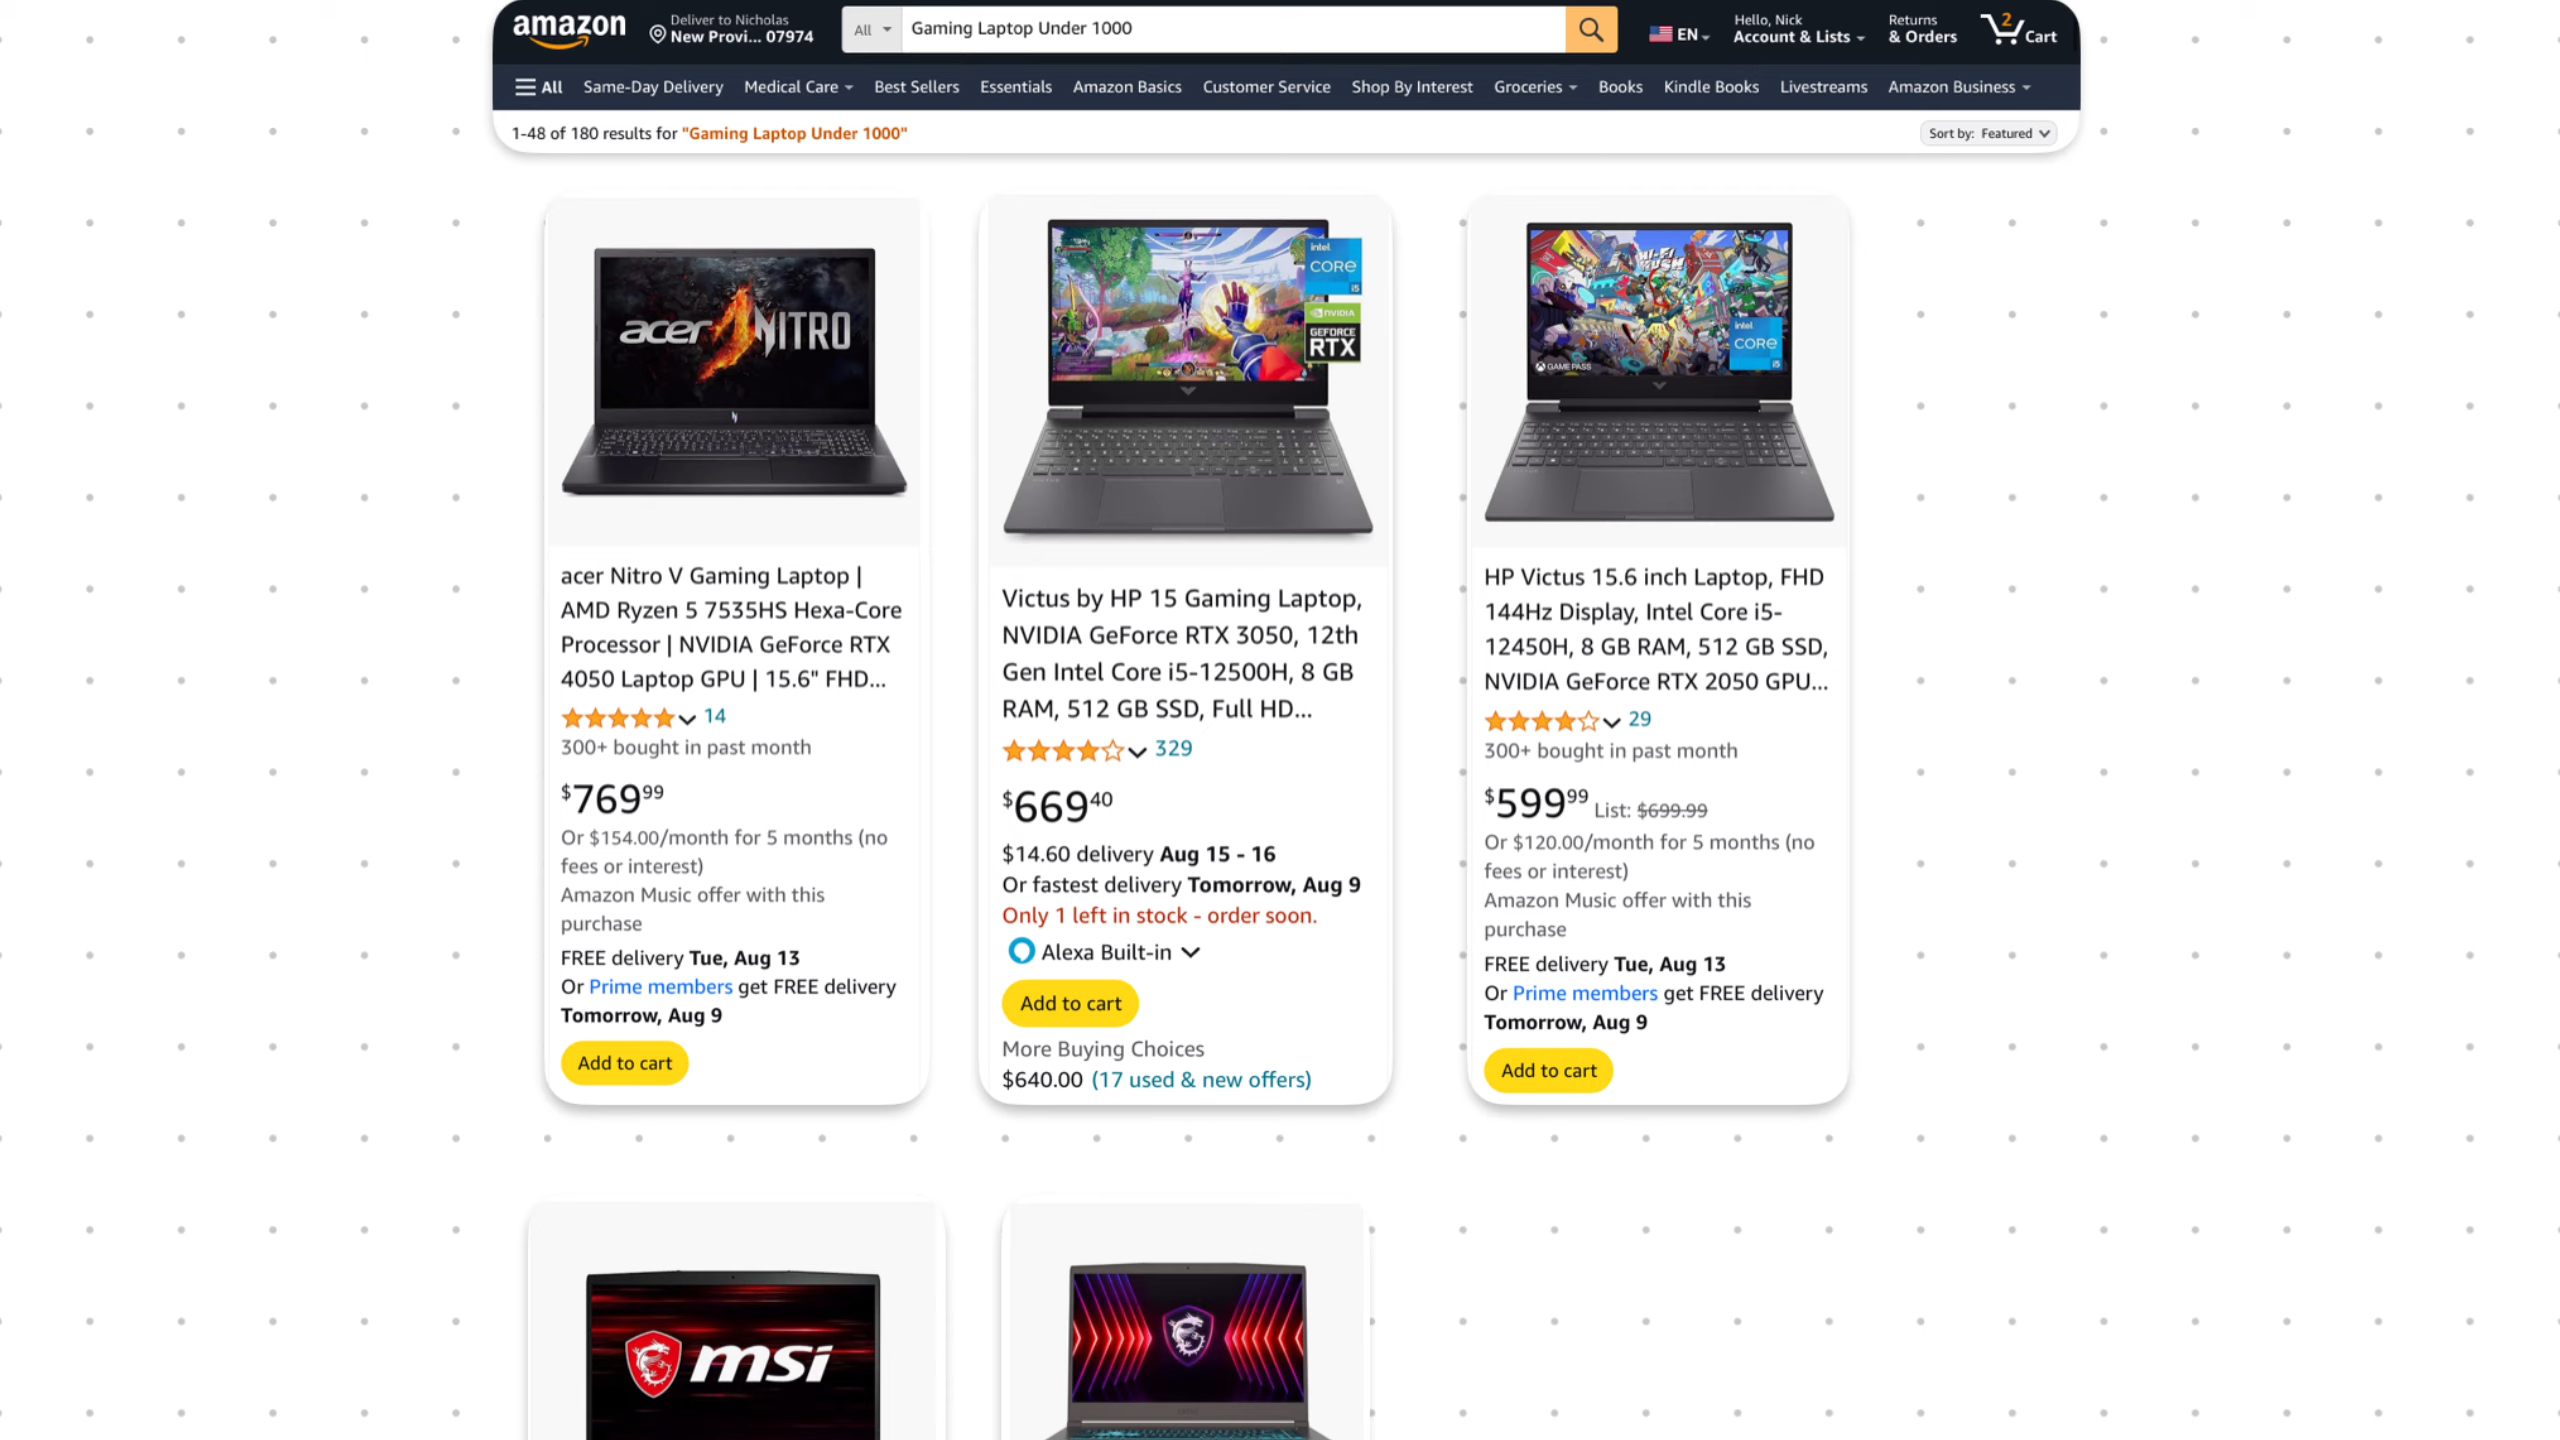 amazon
Deliver to Nicholas
New Provi... 07974
All
Gaming Laptop Under 1000
EN
Hello, Nick
Account & Lists
Returns
& Orders
2
Cart
All
Same-Day Delivery
Medical Care
Best Sellers
Essentials
Amazon Basics
Customer Service
Shop By Interest
Groceries
Books
Kindle Books
Livestreams
Amazon Business
1-48 of 180 results for "Gaming Laptop Under 1000"
Sort by: Featured
acer NITRO
acer Nitro V Gaming Laptop |
AMD Ryzen 5 7535HS Hexa-Core
Processor | NVIDIA GeForce RTX
4050 Laptop GPU | 15.6" FHD...
14
300+ bought in past month
$76999
Or $154.00/month for 5 months (no
fees or interest)
Amazon Music offer with this
purchase
FREE delivery Tue, Aug 13
Or Prime members get FREE delivery
Tomorrow, Aug 9
Add to cart
intel
CORE
i5
NVIDIA
GEFORCE
RTX
Victus by HP 15 Gaming Laptop,
NVIDIA GeForce RTX 3050, 12th
Gen Intel Core i5-12500H, 8 GB
RAM, 512 GB SSD, Full HD...
329
$66940
$14.60 delivery Aug 15 - 16
Or fastest delivery Tomorrow, Aug 9
Only 1 left in stock - order soon.
Alexa Built-in
Add to cart
More Buying Choices
$640.00 (17 used & new offers)
HI-FI
RUSH
intel
CORE
i5
GAME PASS
HP Victus 15.6 inch Laptop, FHD
144Hz Display, Intel Core i5-
12450H, 8 GB RAM, 512 GB SSD,
NVIDIA GeForce RTX 2050 GPU...
29
300+ bought in past month
$59999 List: $699.99
Or $120.00/month for 5 months (no
fees or interest)
Amazon Music offer with this
purchase
FREE delivery Tue, Aug 13
Or Prime members get FREE delivery
Tomorrow, Aug 9
Add to cart
msi